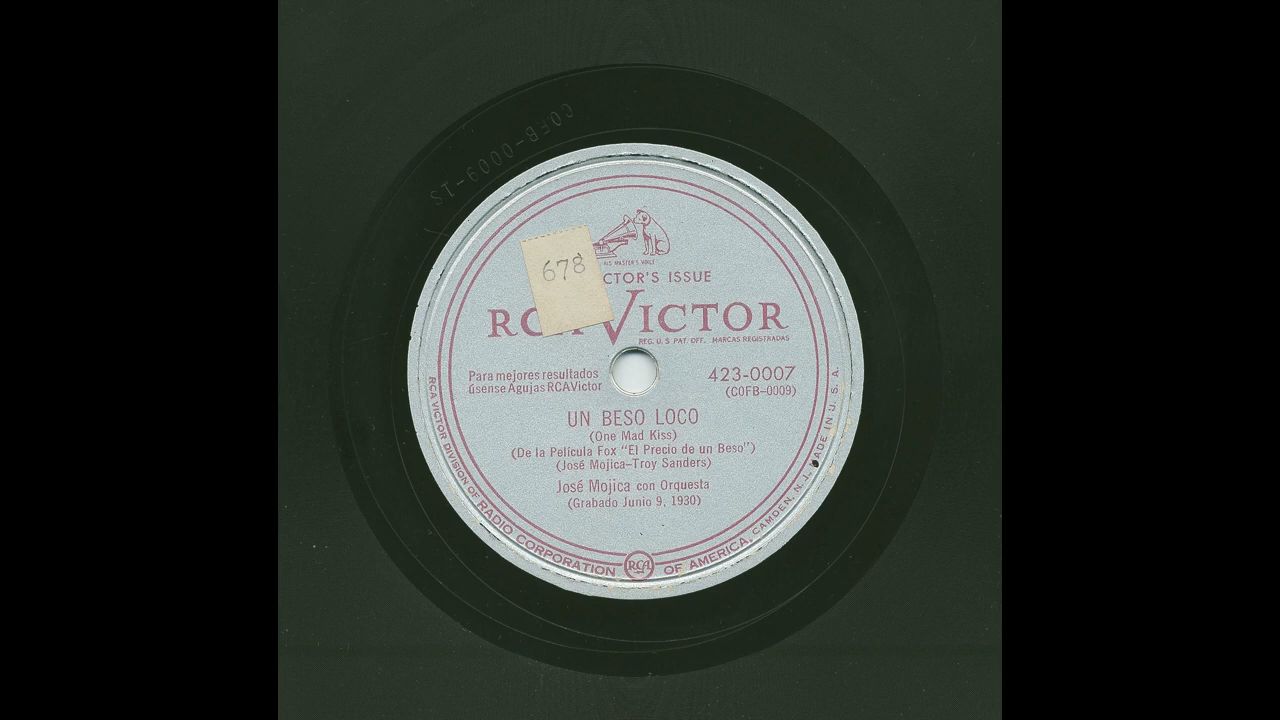 C0FB-0009-1S
678
HIS MASTER'S VOICE
CTOR'S ISSUE
RCA VICTOR
REG. U.S. PAT. OFF. MARCAS REGISTRADAS
Para mejores resultados
úsense Agujas RCAVictor
423-0007
(C0FB-0009)
UN BESO LOCO
(One Mad Kiss)
(De la Película Fox "El Precio de un Beso")
(José Mojica-Troy Sanders)
José Mojica con Orquesta
(Grabado Junio 9, 1930)
RCA VICTOR DIVISION OF RADIO CORPORATION RCA OF AMERICA, CAMDEN, N. J., MADE IN U. S. A.